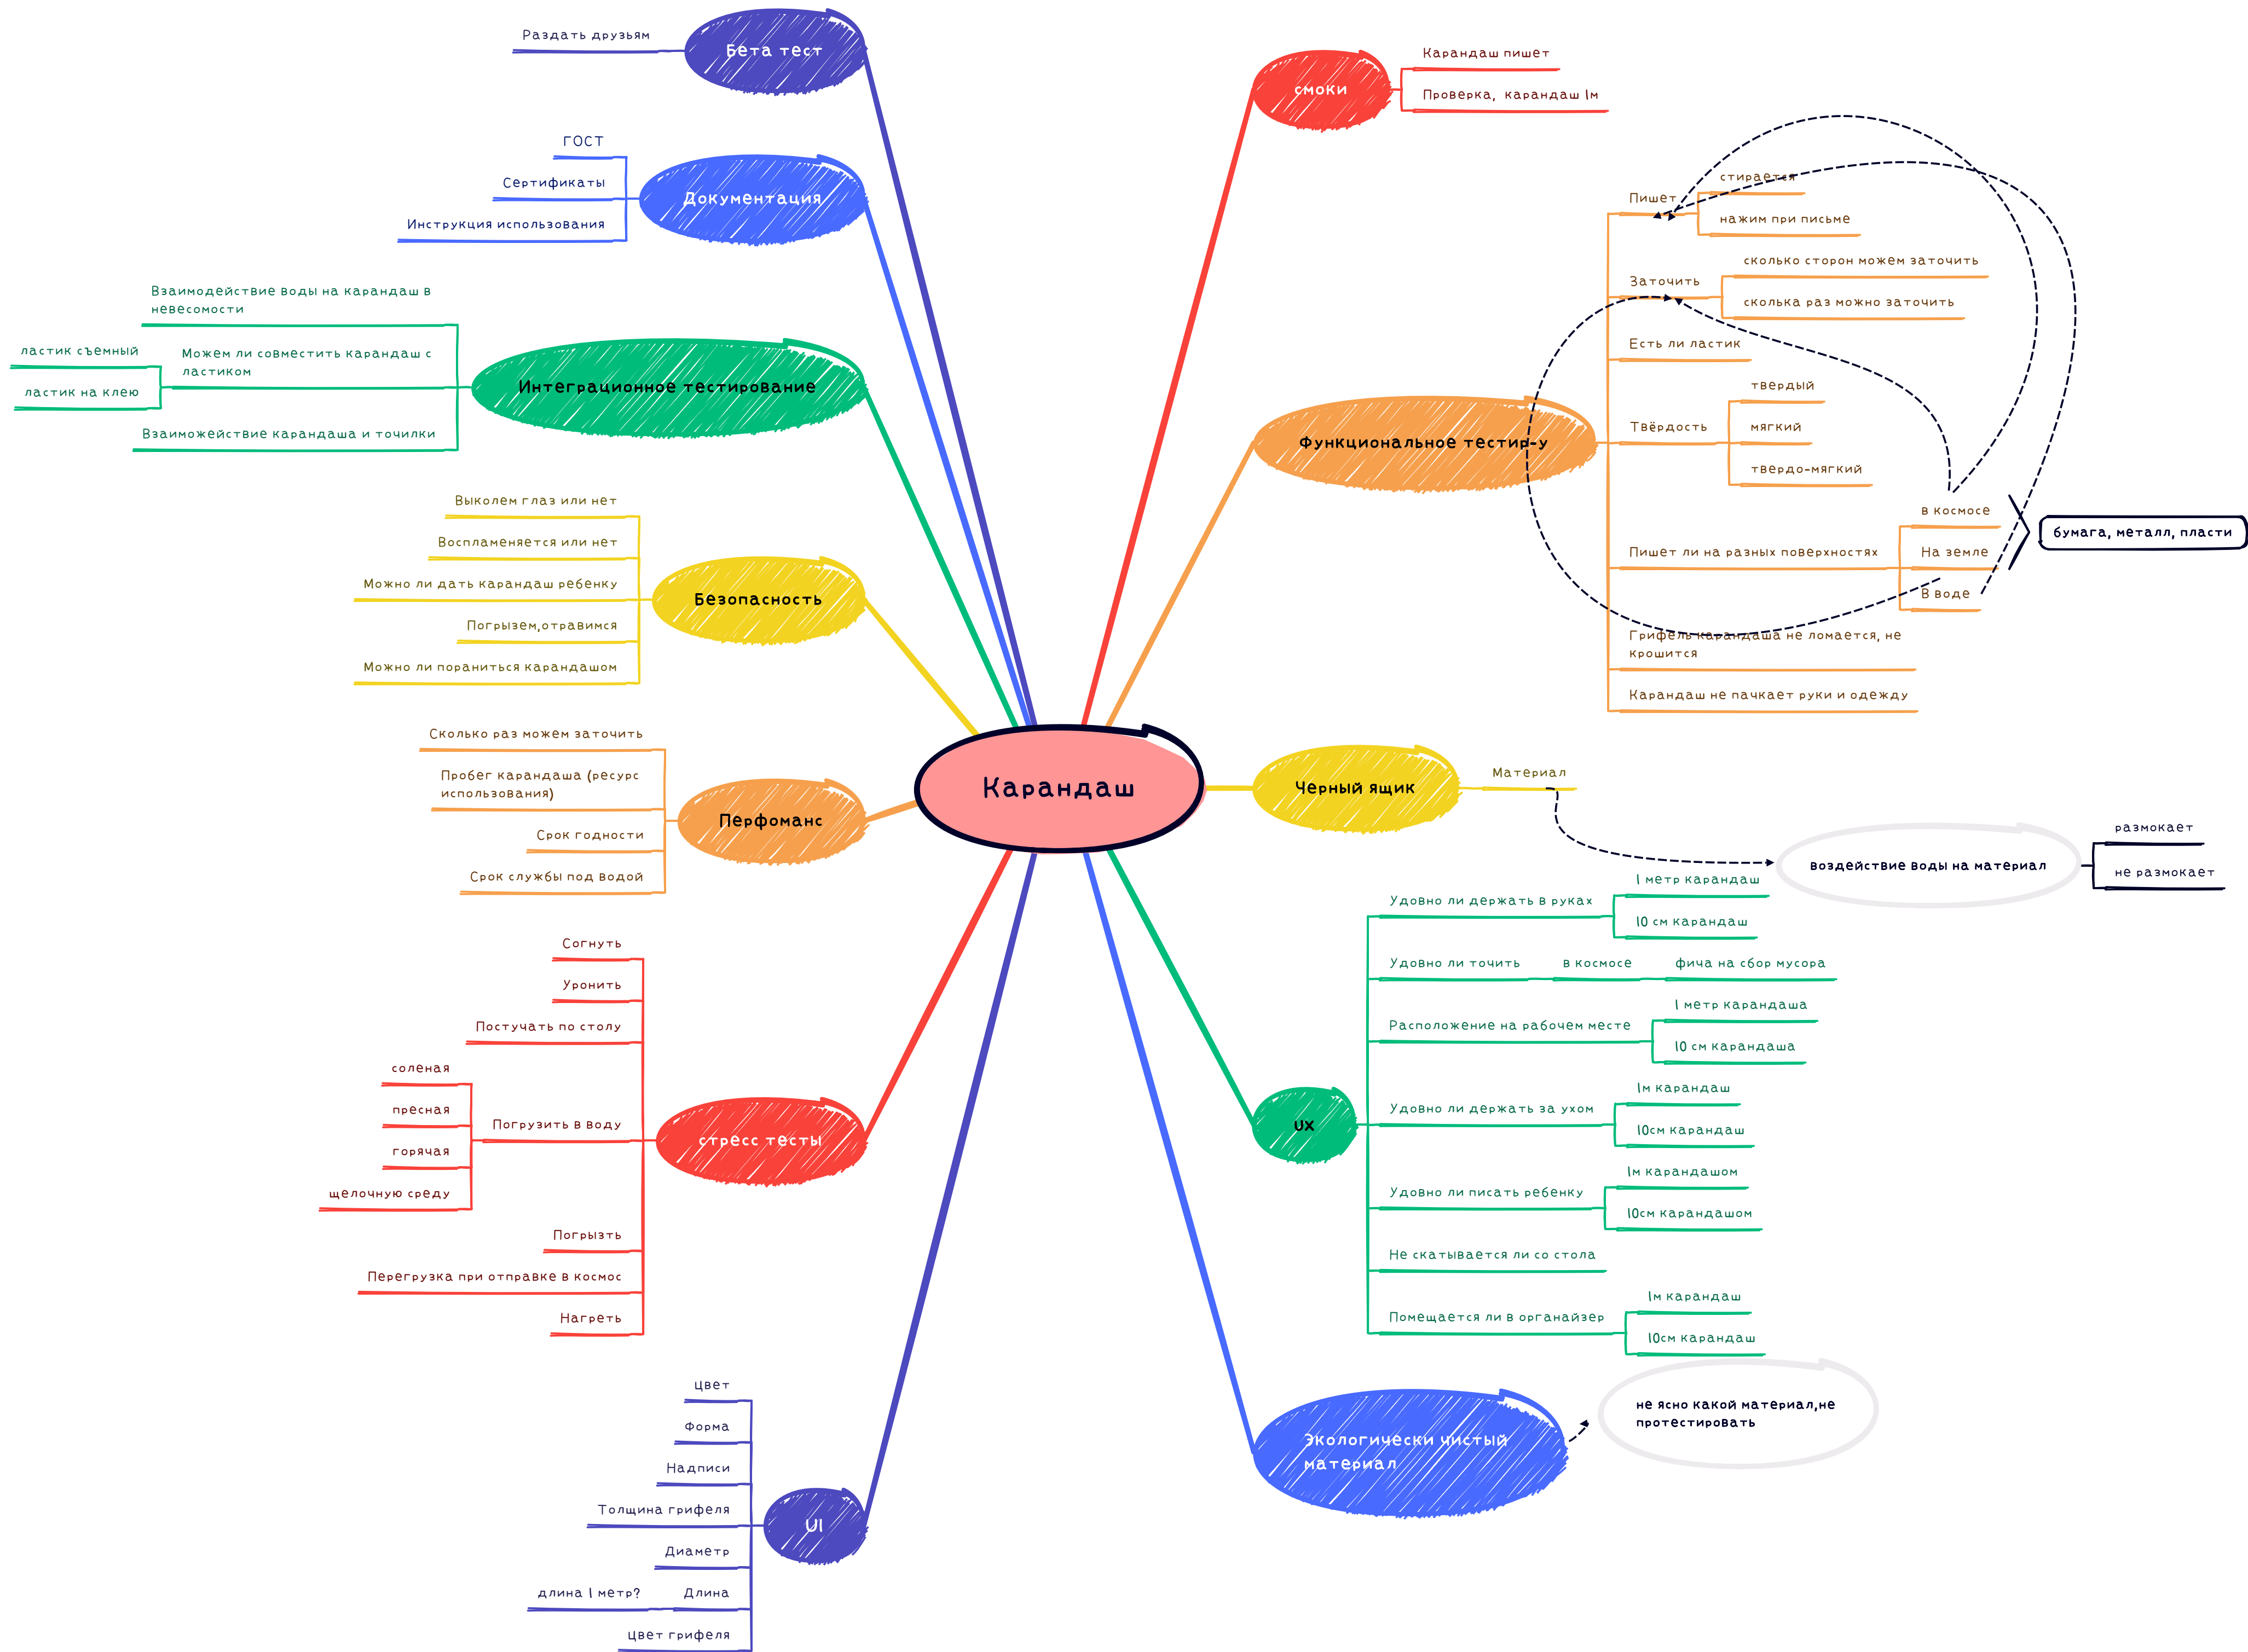 Карандаш
смоки
Карандаш пишет
Проверка, карандаш 1м
Функциональное тестир-у
Пишет
стирается
нажим при письме
Заточить
сколько сторон можем заточить
сколька раз можно заточить
Есть ли ластик
Твёрдость
твердый
мягкий
твердо-мягкий
Пишет ли на разных поверхностях
в космосе
На земле
В воде
бумага, металл, пласти
Грифель карандаша не ломается, не
крошится
Карандаш не пачкает руки и одежду
Черный ящик
Материал
воздействие воды на материал
размокает
не размокает
UX
Удовно ли держать в руках
1 метр карандаш
10 см карандаш
Удовно ли точить
в космосе
фича на сбор мусора
Расположение на рабочем месте
1 метр карандаша
10 см карандаша
Удовно ли держать за ухом
1м карандаш
10см карандаш
Удовно ли писать ребенку
1м карандашом
10см карандашом
Не скатывается ли со стола
Помещается ли в органайзер
1м карандаш
10см карандаш
Экологически чистый
материал
не ясно какой материал,не
протестировать
Бета тест
Раздать друзьям
Документация
ГОСТ
Сертификаты
Инструкция использования
Интеграционное тестирование
Взаимодействие воды на карандаш в
невесомости
Можем ли совместить карандаш с
ластиком
ластик съемный
ластик на клею
Взаиможействие карандаша и точилки
Безопасность
Выколем глаз или нет
Воспламеняется или нет
Можно ли дать карандаш ребенку
Погрызем,отравимся
Можно ли пораниться карандашом
Перфоманс
Сколько раз можем заточить
Пробег карандаша (ресурс
использования)
Срок годности
Срок службы под водой
стресс тесты
Согнуть
Уронить
Постучать по столу
Погрузить в воду
соленая
пресная
горячая
щелочную среду
Погрызть
Перегрузка при отправке в космос
Нагреть
UI
цвет
Форма
Надписи
Толщина грифеля
Диаметр
Длина
длина 1 метр?
цвет грифеля